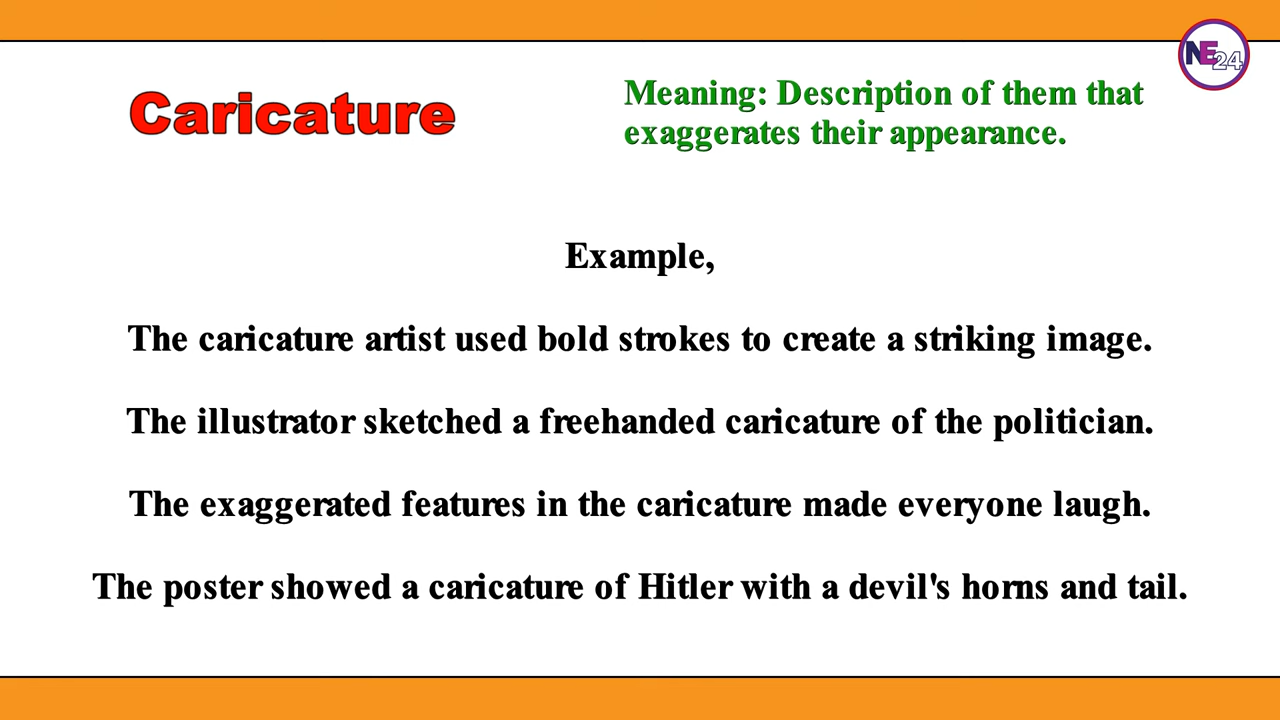 NE24
Caricature
Meaning: Description of them that
exaggerates their appearance.
Example,
The caricature artist used bold strokes to create a striking image.
The illustrator sketched a freehanded caricature of the politician.
The exaggerated features in the caricature made everyone laugh.
The poster showed a caricature of Hitler with a devil's horns and tail.